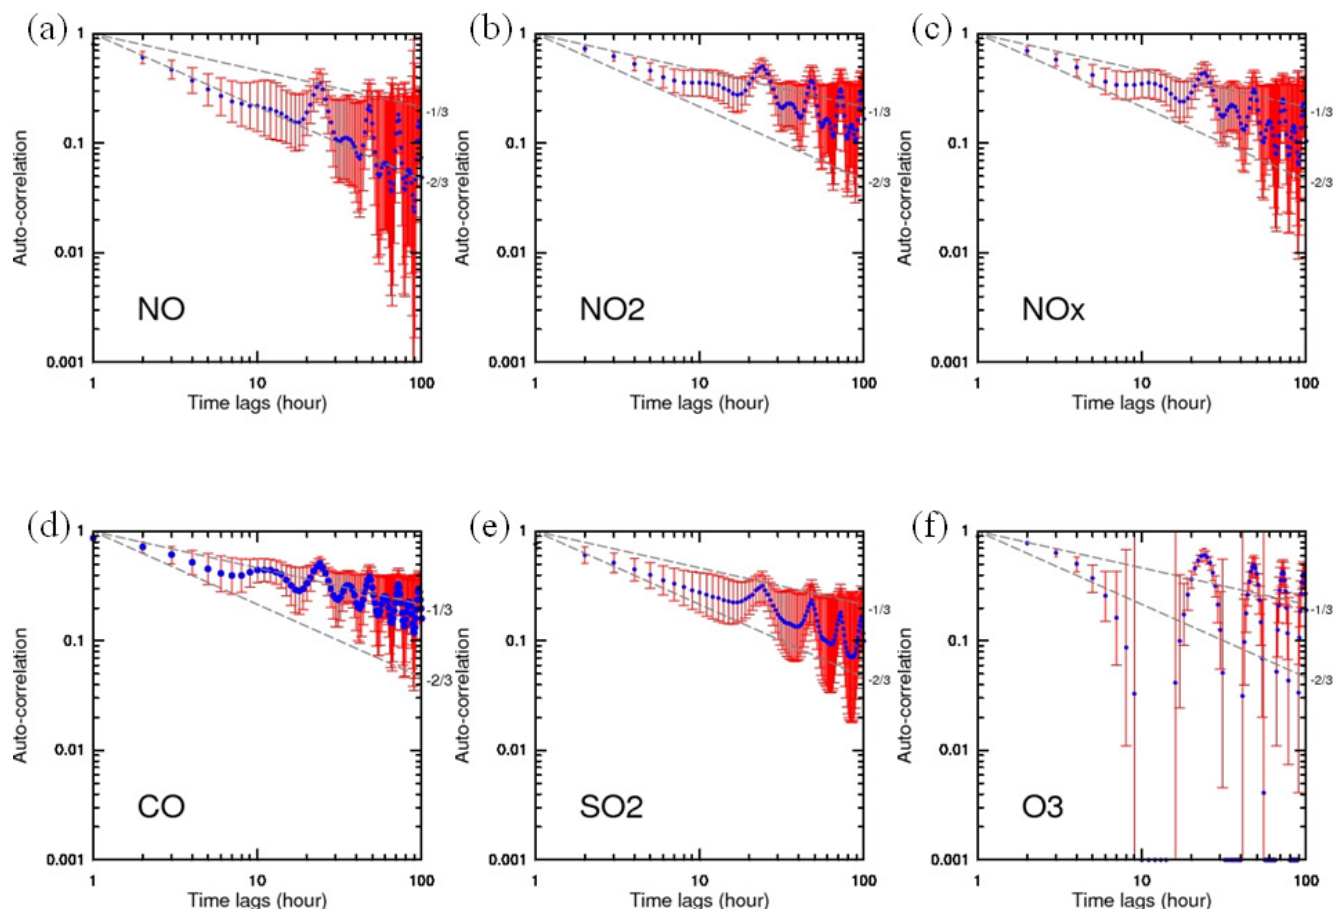 (a)
1
0.1
0.01
0.001
Auto-correlation
NO
-1/3
-2/3
1
10
100
Time lags (hour)
(b)
1
0.1
0.01
0.001
Auto-correlation
NO2
-1/3
-2/3
1
10
100
Time lags (hour)
(c)
1
0.1
0.01
0.001
Auto-correlation
NOx
-1/3
-2/3
1
10
100
Time lags (hour)
(d)
1
0.1
0.01
0.001
Auto-correlation
CO
-1/3
-2/3
1
10
100
Time lags (hour)
(e)
1
0.1
0.01
0.001
Auto-correlation
SO2
-1/3
-2/3
1
10
100
Time lags (hour)
(f)
1
0.1
0.01
0.001
Auto-correlation
O3
-1/3
-2/3
1
10
100
Time lags (hour)